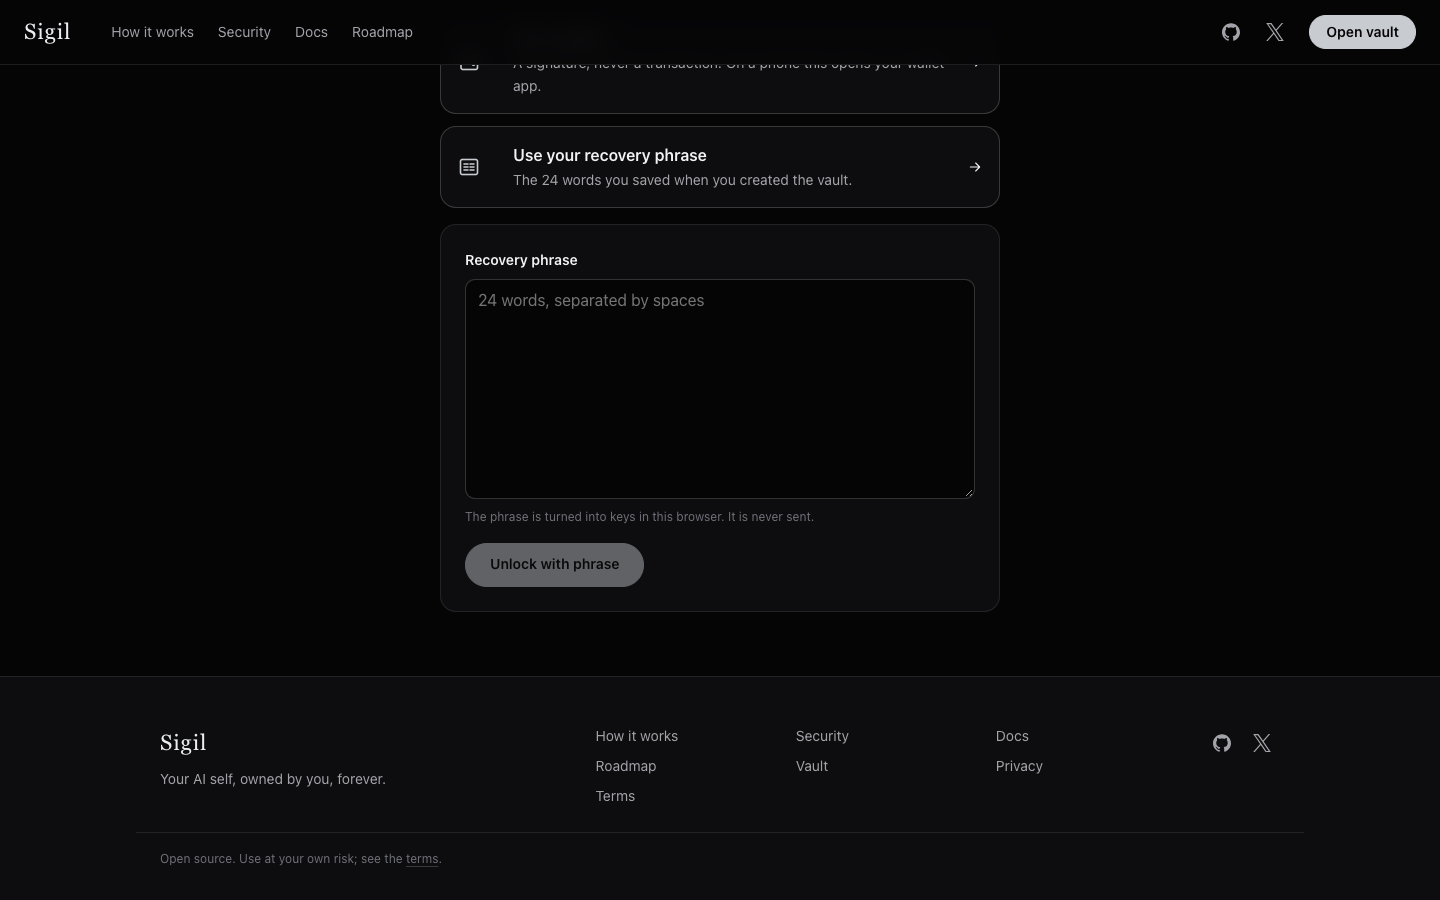 Sigil
How it works
Security
Docs
Roadmap
Open vault
A signature, never a transaction. On a phone this opens your wallet
app.
Use your recovery phrase
The 24 words you saved when you created the vault.
Recovery phrase
24 words, separated by spaces
The phrase is turned into keys in this browser. It is never sent.
Unlock with phrase
Sigil
Your AI self, owned by you, forever.
How it works
Security
Docs
Roadmap
Vault
Privacy
Terms
Open source. Use at your own risk; see the terms.